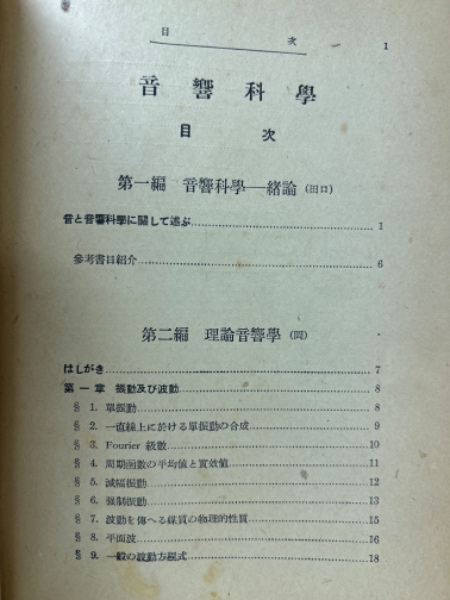 目次 1
音響科學
目次
第一編 音響科學—緒論 (田口)
音と音響科學に關して述ぶ 1
參考書目紹介 6
第二編 理論音響學
はしがき 7
第一章 振動及び波動 8
§ 1. 單振動 8
§ 2. 一直線上に於ける單振動の合成 9
§ 3. Fourier 級數 10
§ 4. 周期函數の平均値と實效値 11
§ 5. 減幅振動 12
§ 6. 强制振動 13
§ 7. 波動を傳へる媒質の物理的性質 15
§ 8. 平面波 16
§ 9. 一般の波動方程式 18